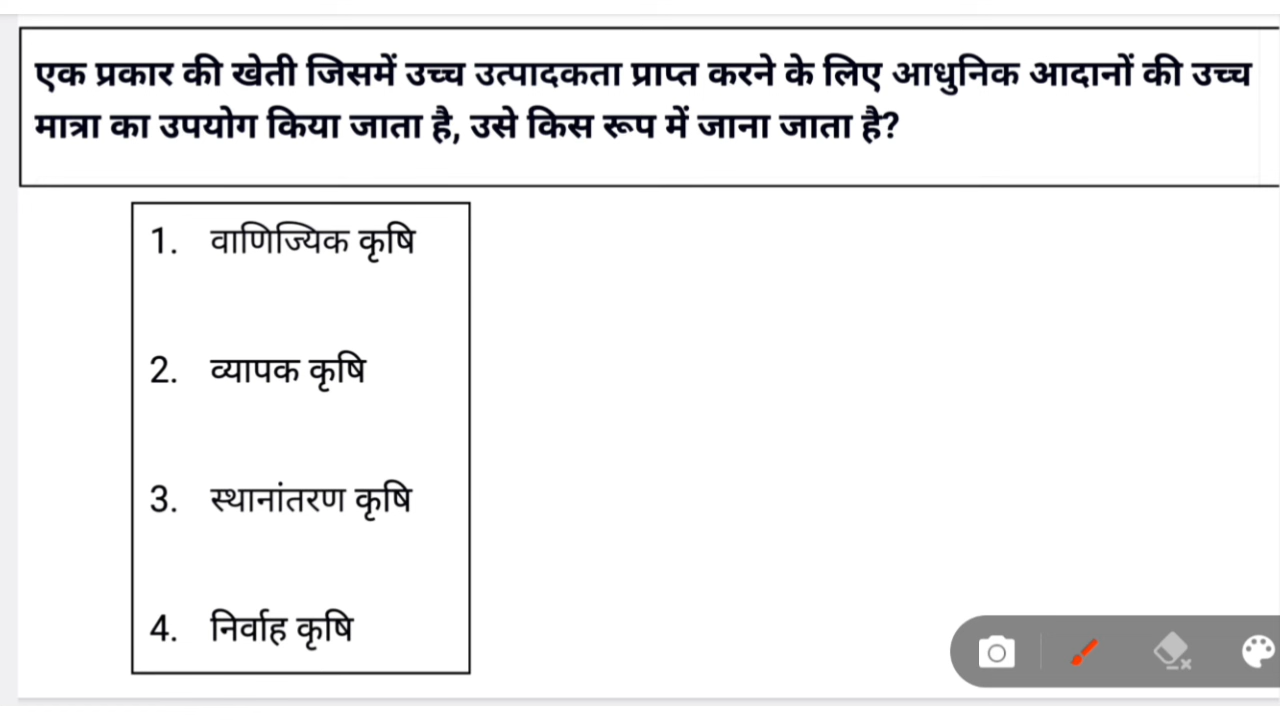 एक प्रकार की खेती जिसमें उच्च उत्पादकता प्राप्त करने के लिए आधुनिक आदानों की उच्च
मात्रा का उपयोग किया जाता है, उसे किस रूप में जाना जाता है?
1. वाणिज्यिक कृषि
2. व्यापक कृषि
3. स्थानांतरण कृषि
4. निर्वाह कृषि